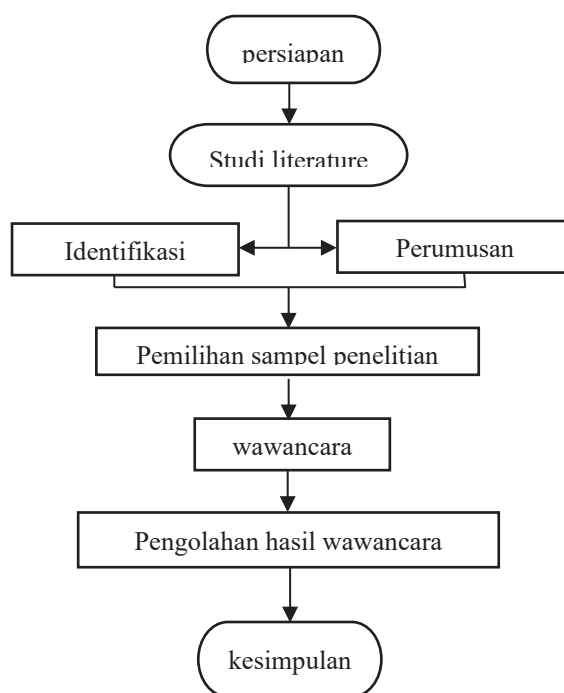 persiapan
Studi literature
Identifikasi
Perumusan
Pemilihan sampel penelitian
wawancara
Pengolahan hasil wawancara
kesimpulan